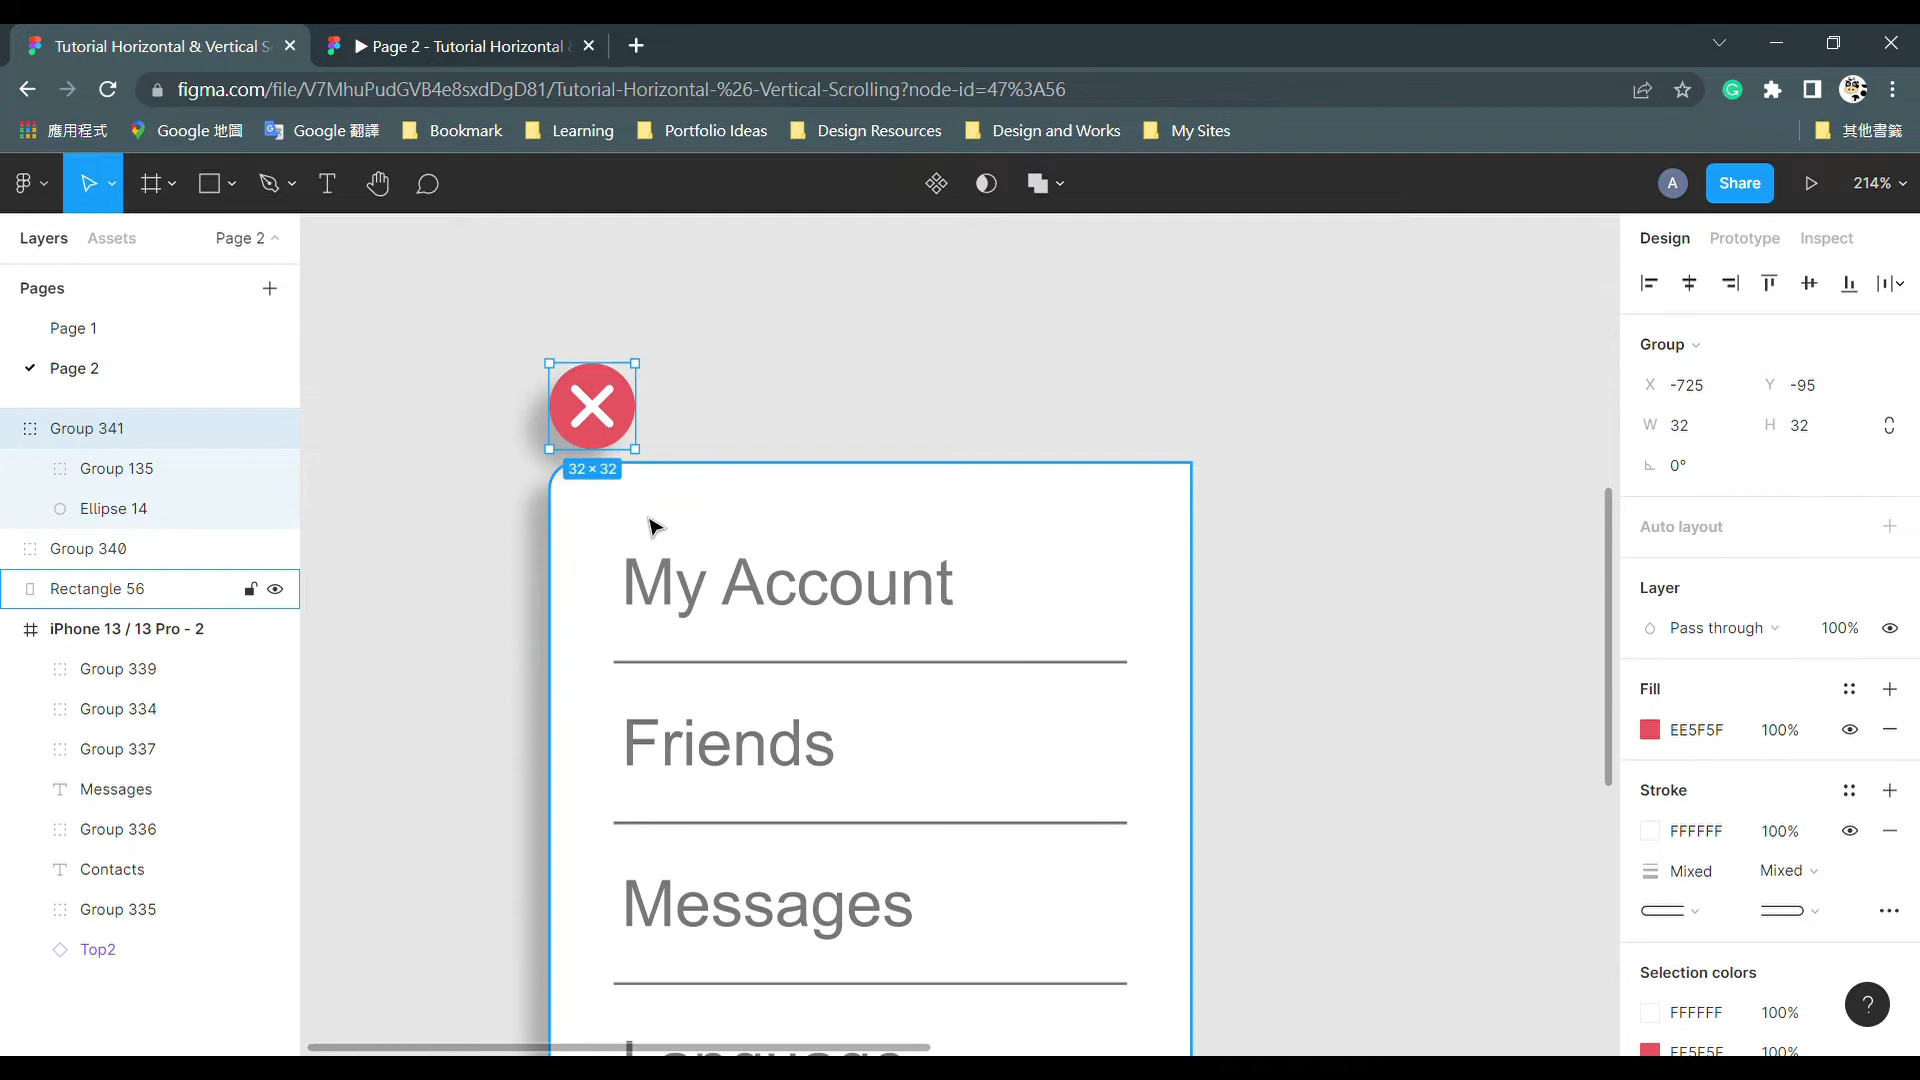 Tutorial Horizontal & Vertical S
Page 2 - Tutorial Horizontal
figma.com/file/V7MhuPudGVB4e8sxdDgD81/Tutorial-Horizontal-%26-Vertical-Scrolling?node-id=47%3A56
應用程式
Google 地圖
Google 翻譯
Bookmark
Learning
Portfolio Ideas
Design Resources
Design and Works
My Sites
其他書籤
A
Share
214%
Layers
Assets
Page 2
Pages
Page 1
Page 2
Group 341
Group 135
Ellipse 14
Group 340
Rectangle 56
iPhone 13 / 13 Pro - 2
Group 339
Group 334
Group 337
Messages
Group 336
Contacts
Group 335
Top2
32 × 32
My Account
Friends
Messages
Language
Design
Prototype
Inspect
Group
X -725 Y -95
W 32 H 32
0°
Auto layout
Layer
Pass through 100%
Fill
EE5F5F 100%
Stroke
FFFFFF 100%
Mixed Mixed
Selection colors
FFFFFF 100%
EE5F5F 100%
?